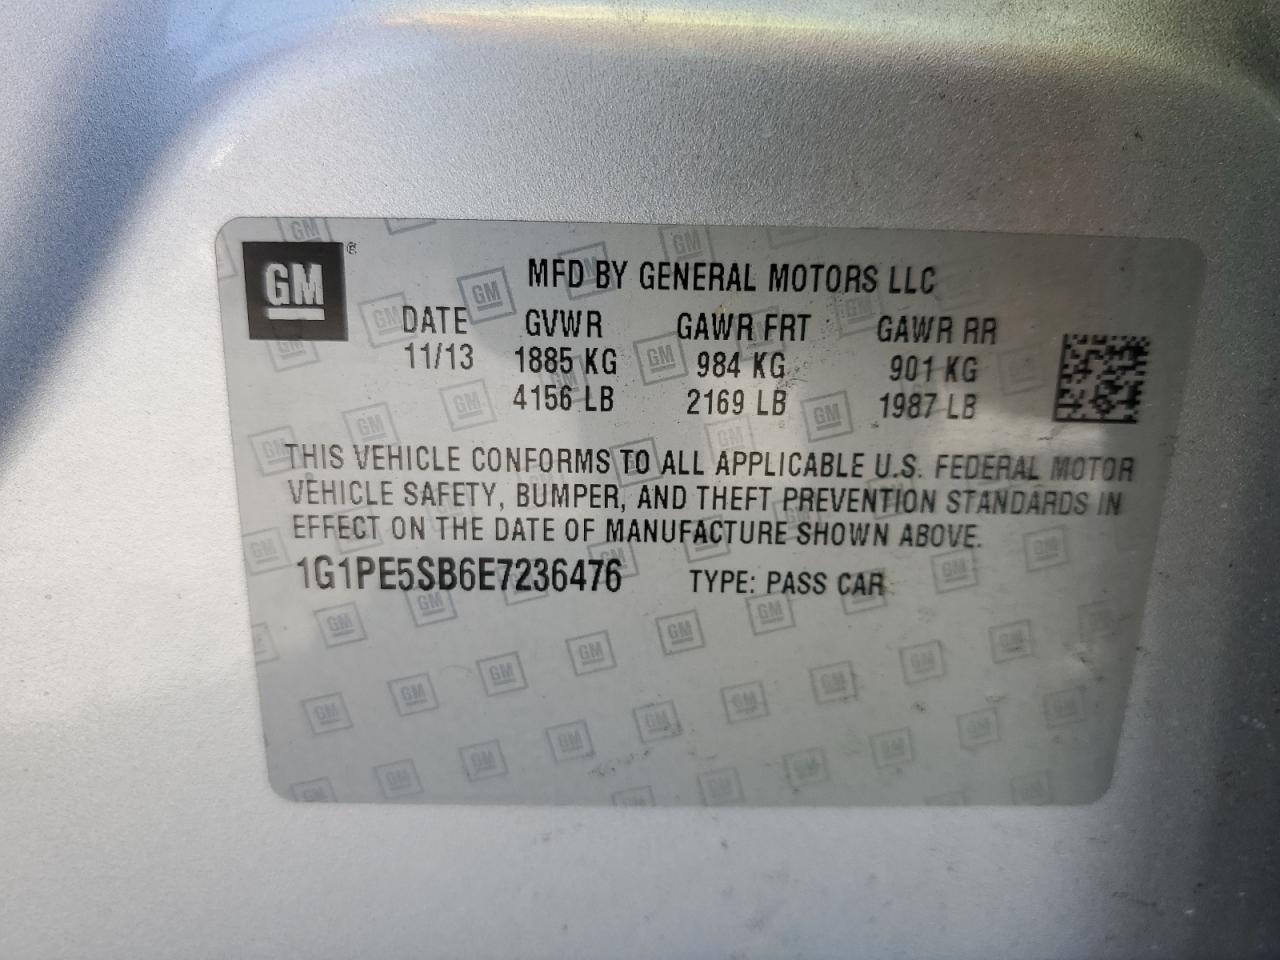 GM ®
MFD BY GENERAL MOTORS LLC
DATE GVWR GAWR FRT GAWR RR
11/13 1885 KG 984 KG 901 KG
4156 LB 2169 LB 1987 LB
THIS VEHICLE CONFORMS TO ALL APPLICABLE U.S. FEDERAL MOTOR
VEHICLE SAFETY, BUMPER, AND THEFT PREVENTION STANDARDS IN
EFFECT ON THE DATE OF MANUFACTURE SHOWN ABOVE.
1G1PE5SB6E7236476 TYPE: PASS CAR